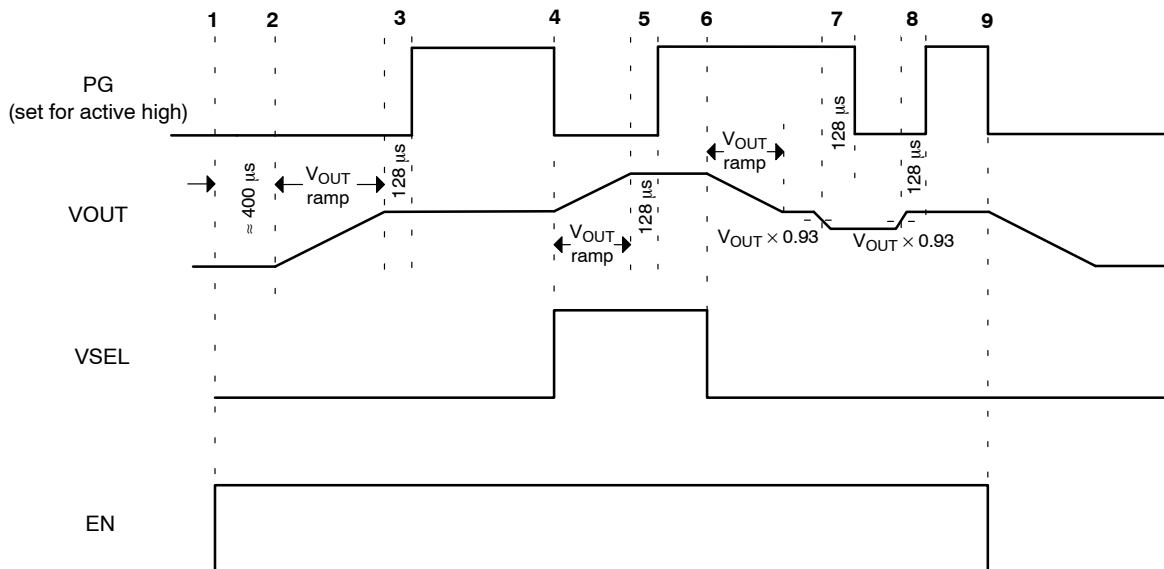 1 2 3 4 5 6 7 8 9
PG
(set for active high)
128 μs
VOUT
ramp
128 μs
128 μs
≈ 400 μs
VOUT
ramp
128 μs
VOUT
VOUT
ramp
VOUT × 0.93
VOUT × 0.93
VSEL
EN